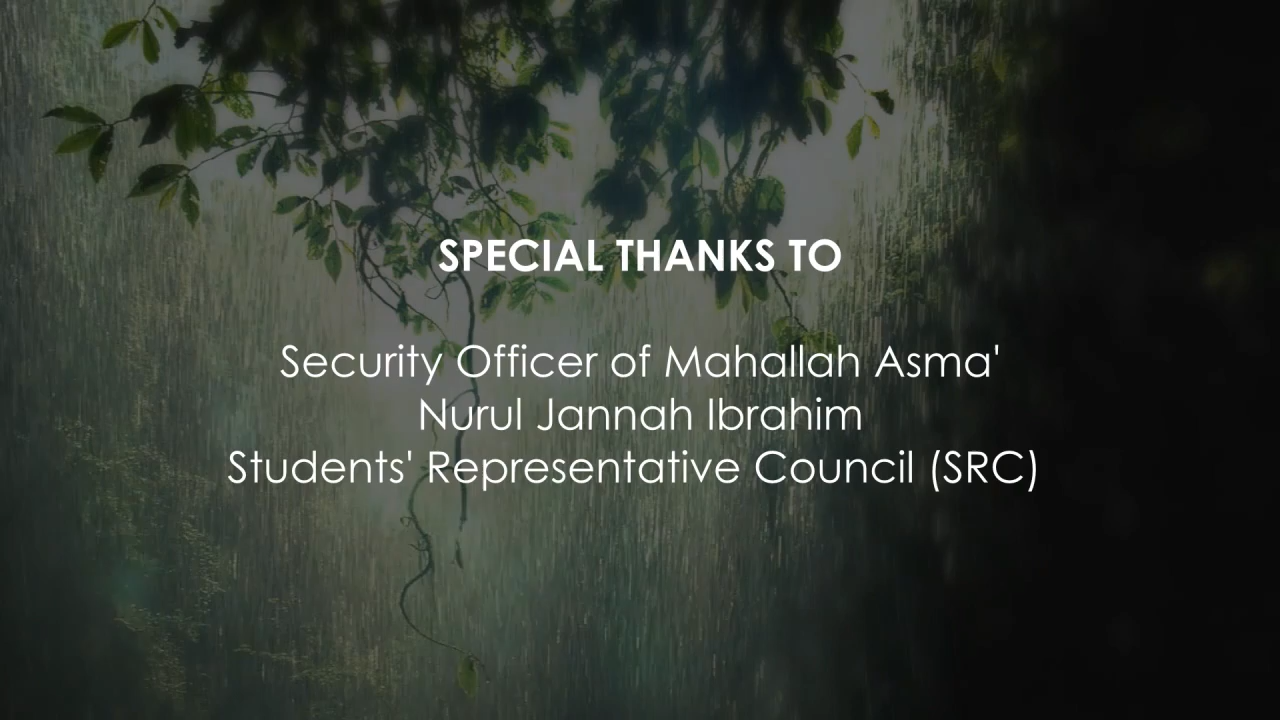 SPECIAL THANKS TO
Security Officer of Mahallah Asma'
Nurul Jannah Ibrahim
Students' Representative Council (SRC)